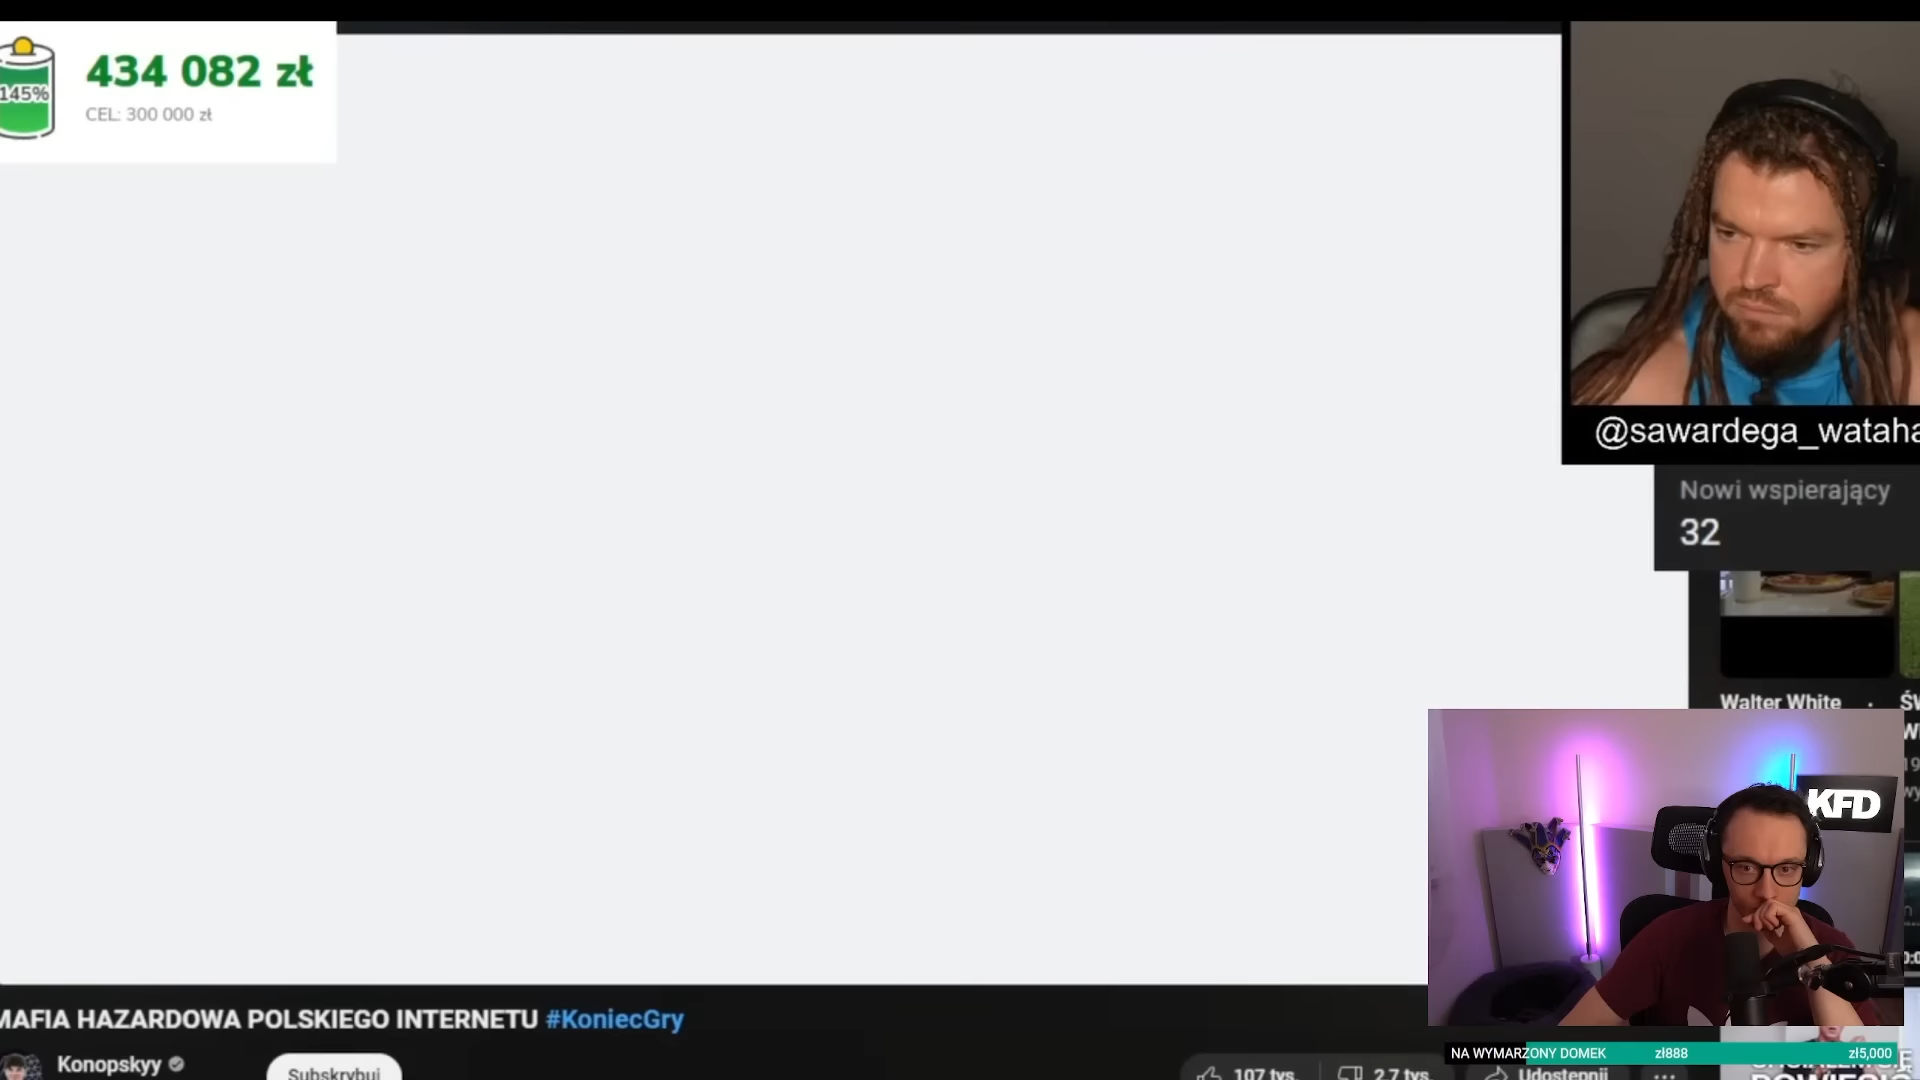 434 082 zł
145%
CEL: 300 000 zł
@sawardega_wataha
Nowi wspierający
32
Walter White
KFD
MAFIA HAZARDOWA POLSKIEGO INTERNETU #KoniecGry
Konopskyy
Subskrybuj
107 tys.
2,7 tys.
Udostępnij
NA WYMARZONY DOMEK zł888 zł5,000